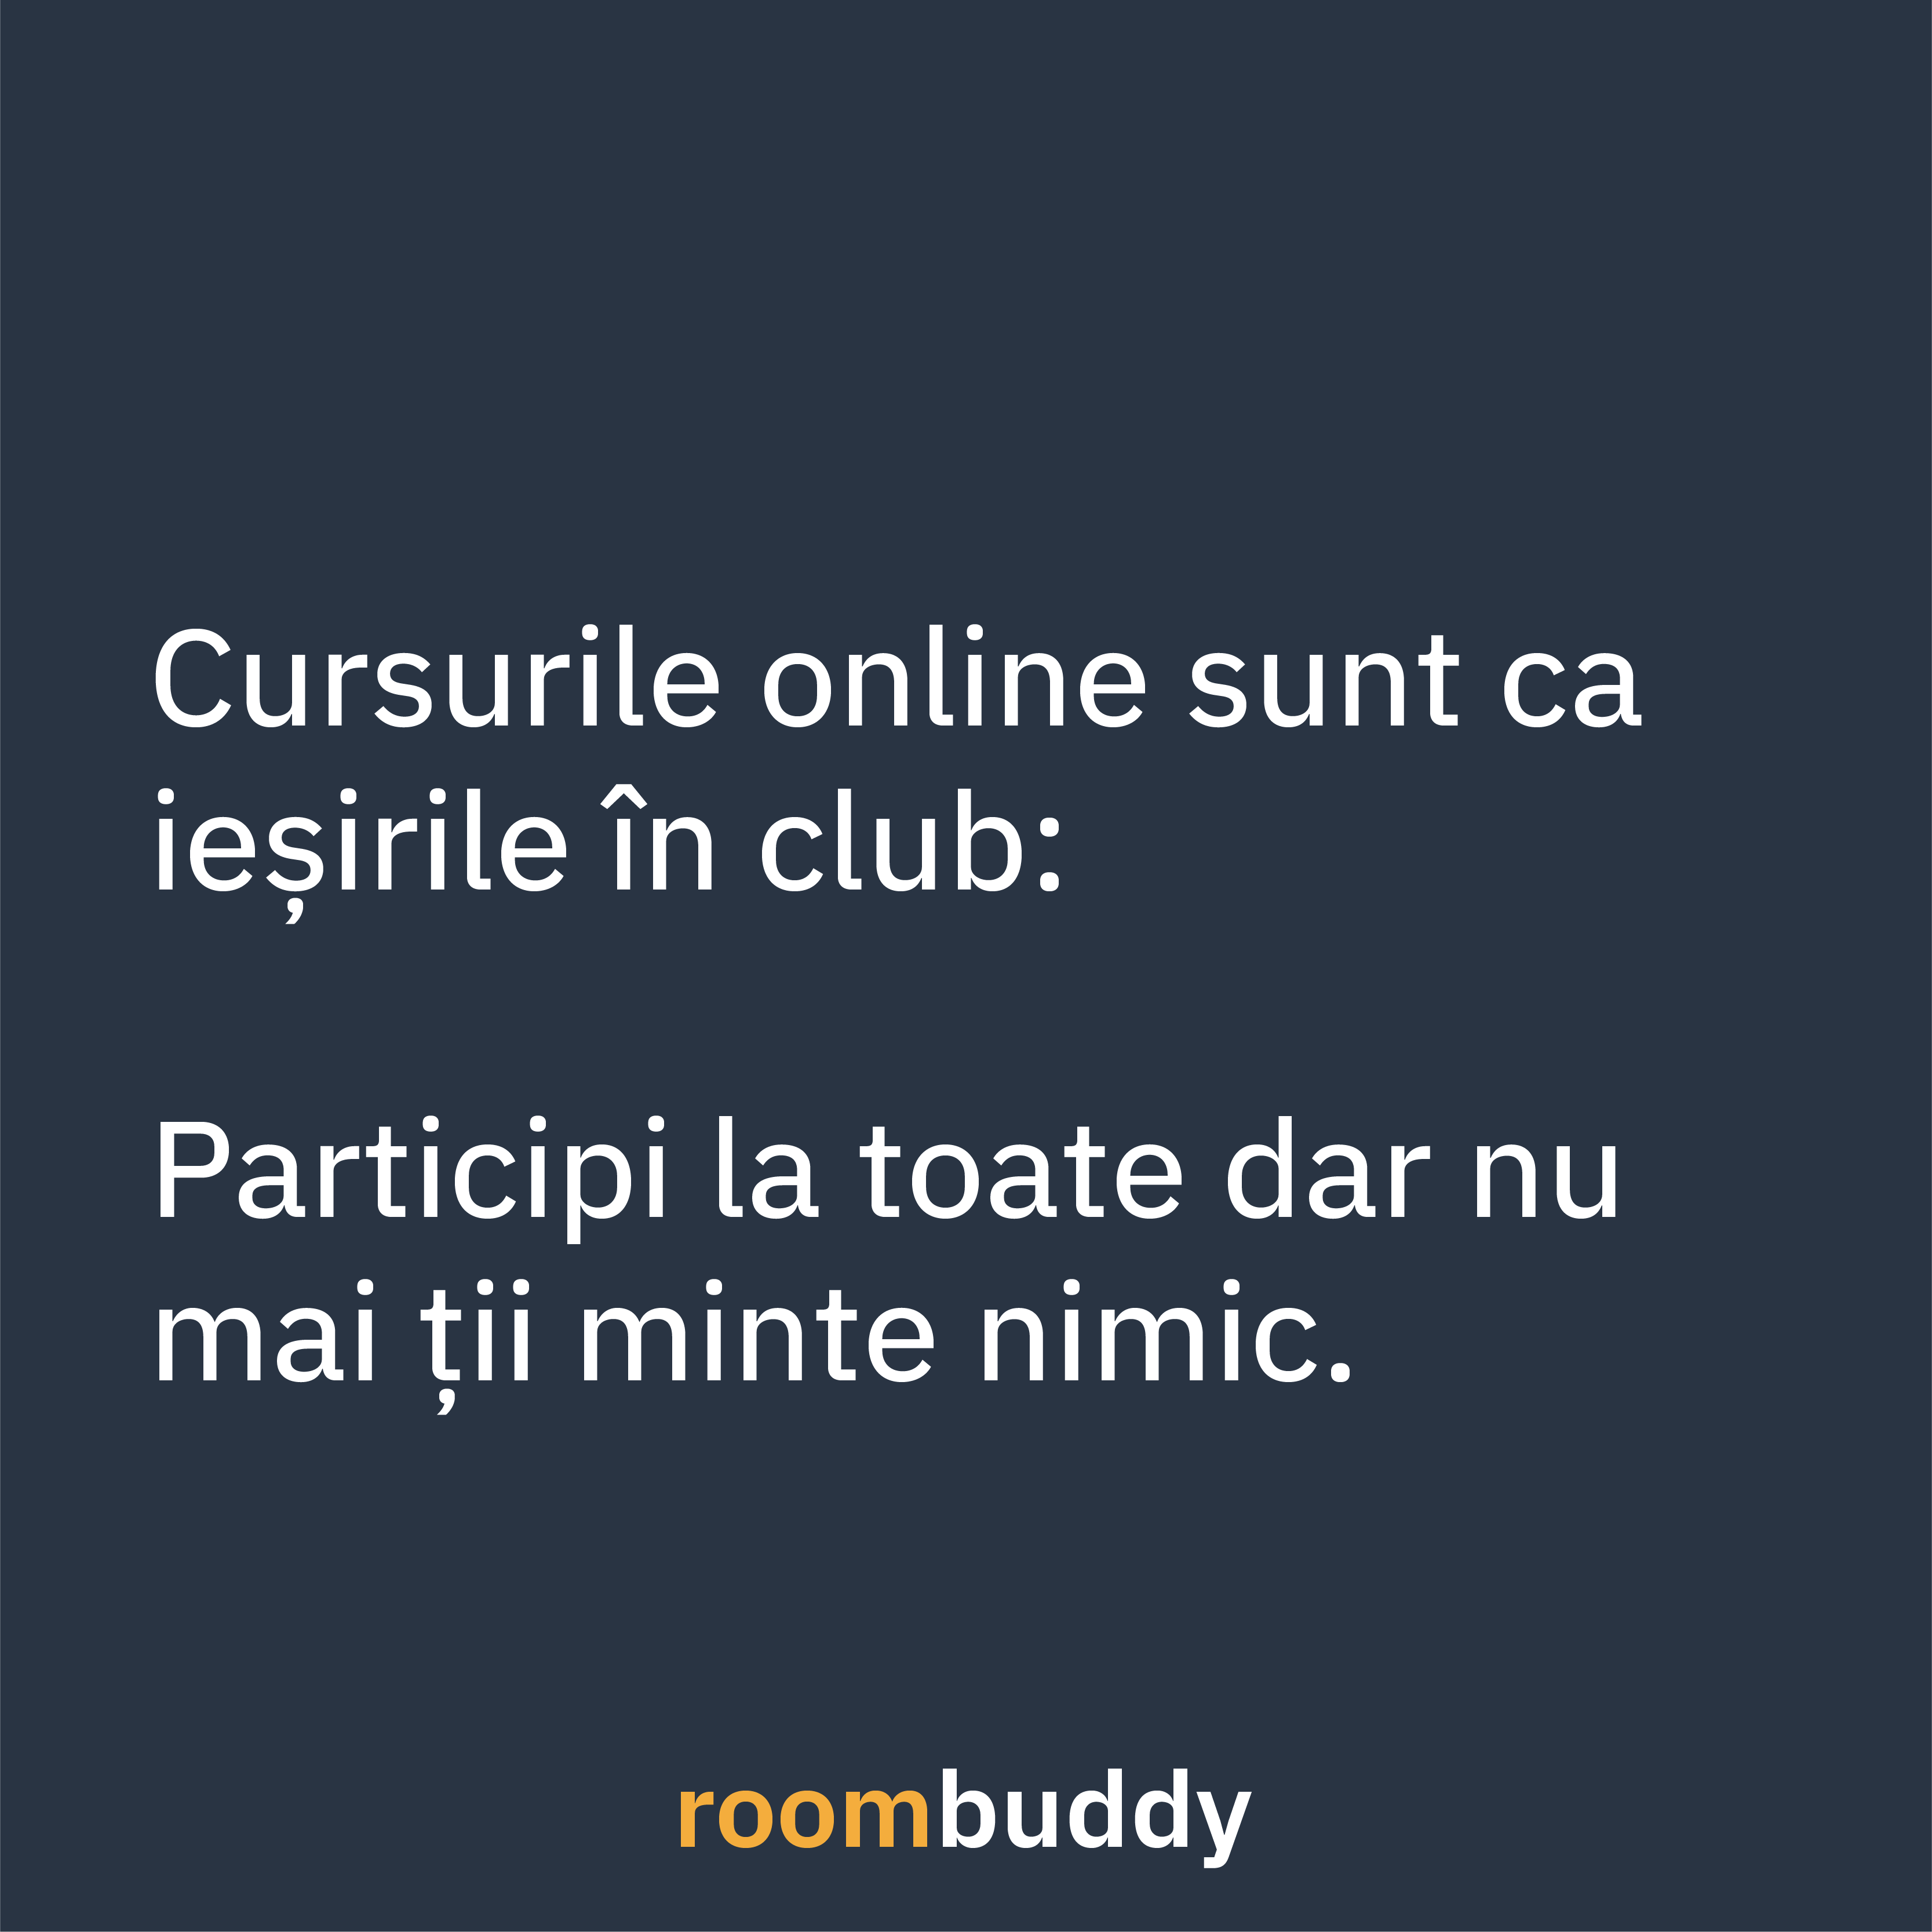 Cursurile online sunt ca
ieșirile în club:
Participi la toate dar nu
mai ții minte nimic.
roombuddy